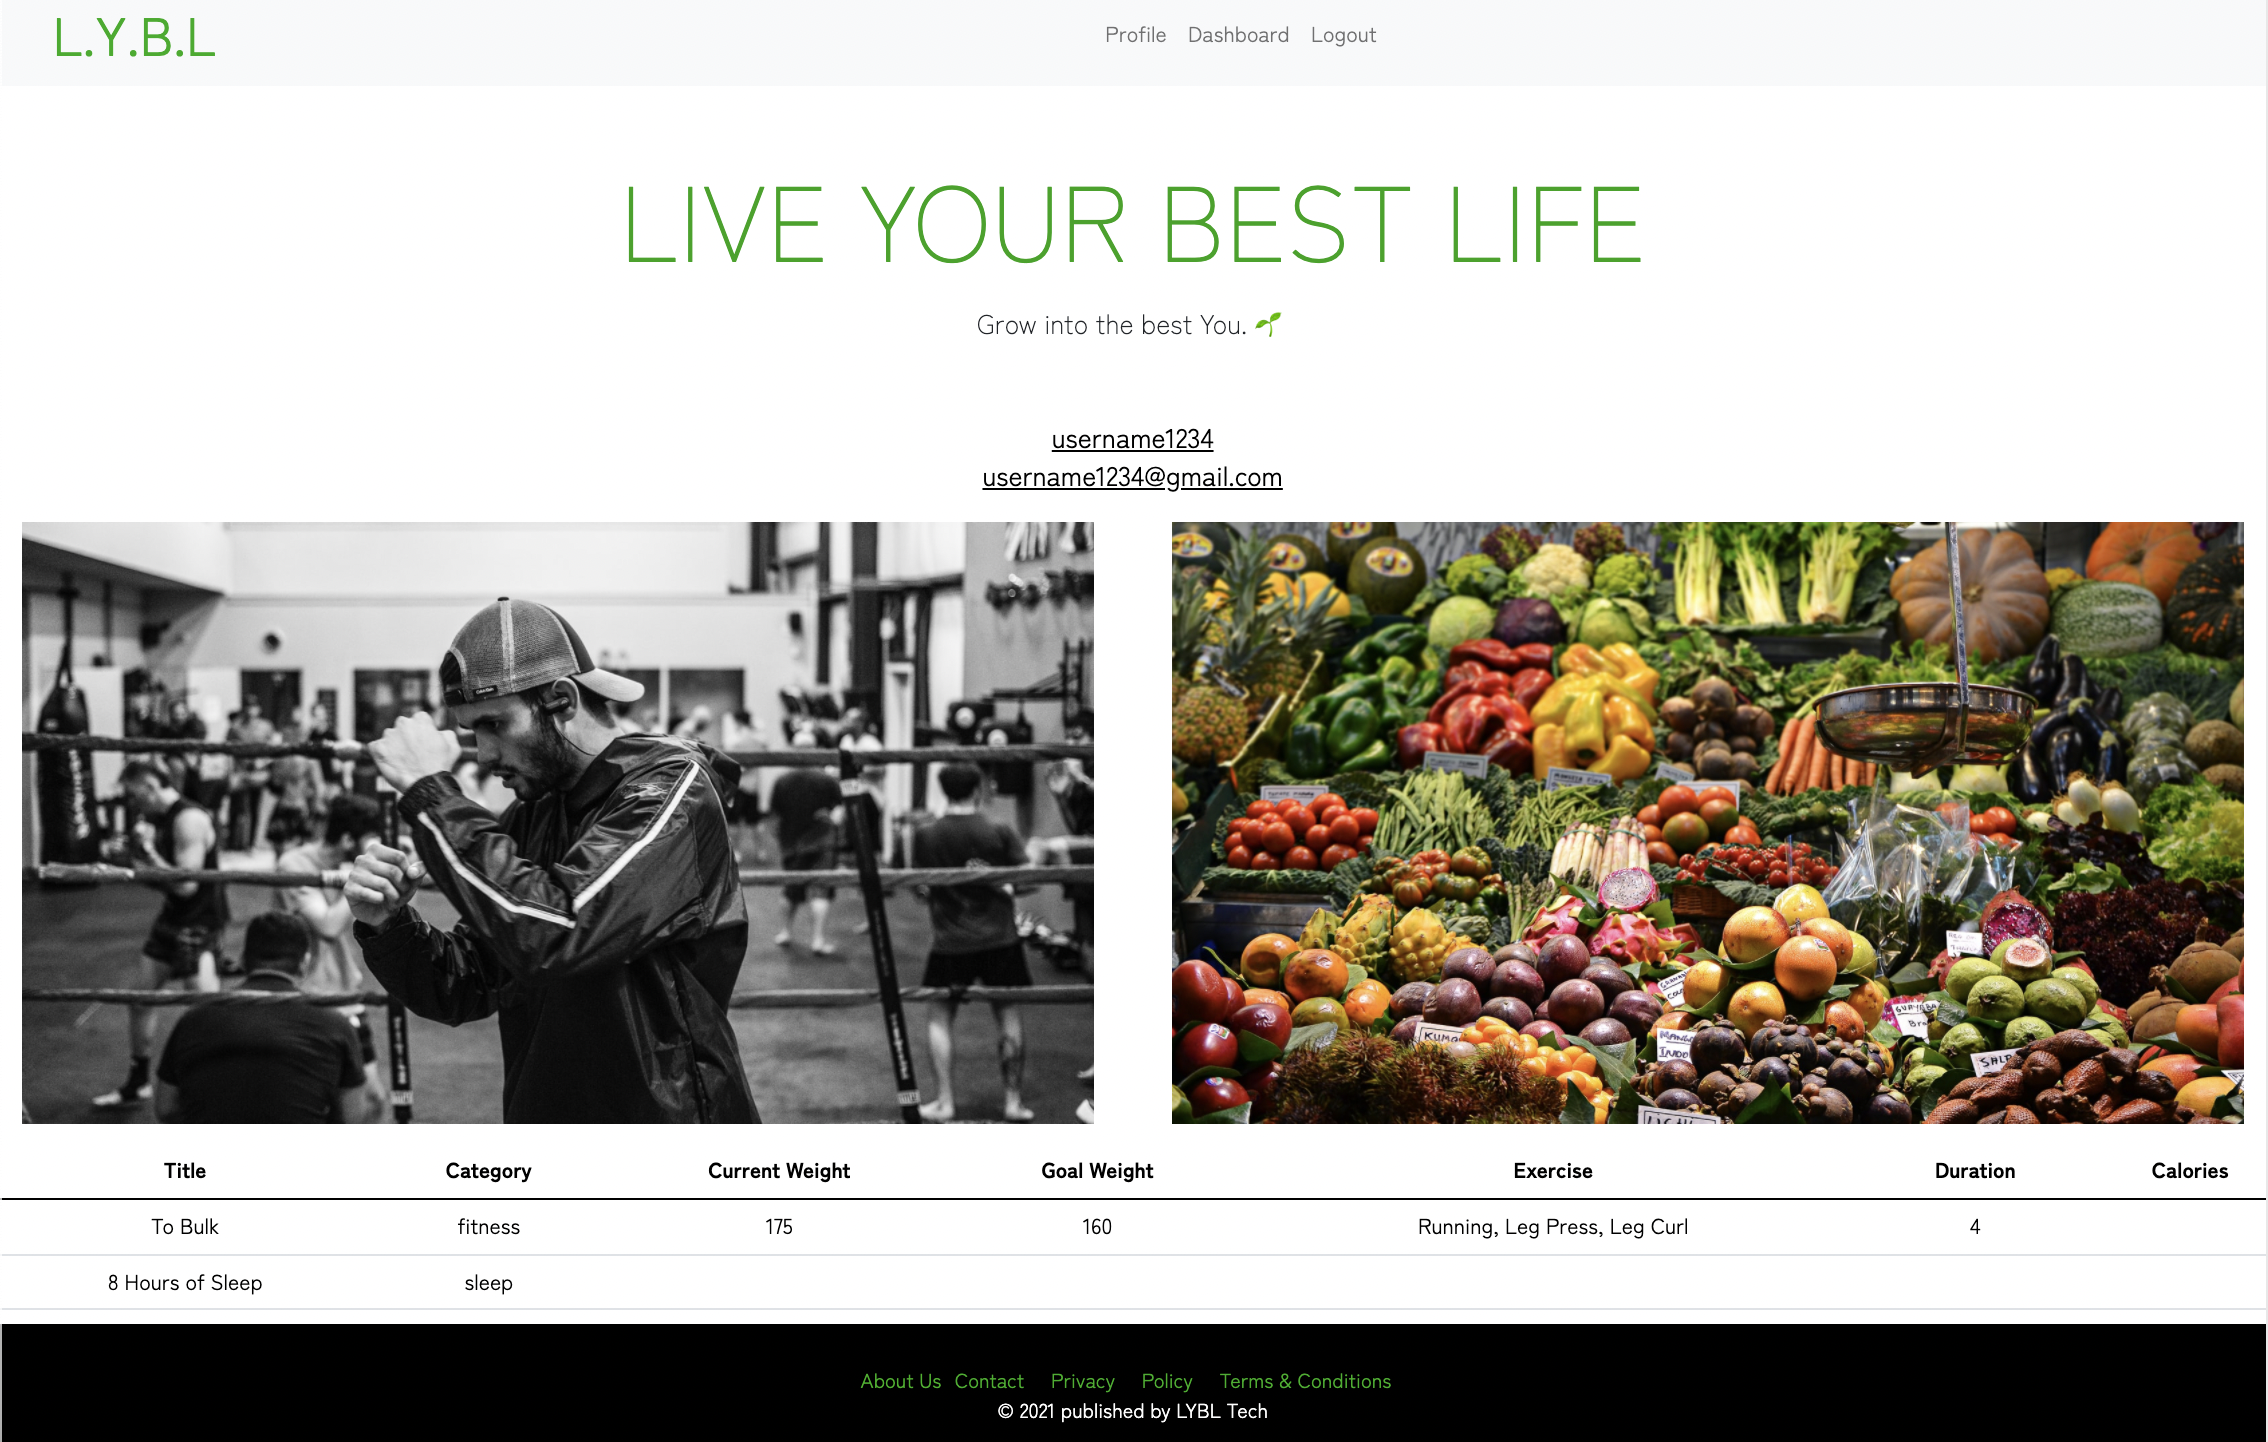 L.Y.B.L
Profile Dashboard Logout
LIVE YOUR BEST LIFE
Grow into the best You. 🌱
username1234
username1234@gmail.com
KUMQ
SALP
Title Category Current Weight Goal Weight Exercise Duration Calories
To Bulk fitness 175 160 Running, Leg Press, Leg Curl 4
8 Hours of Sleep sleep
About Us Contact Privacy Policy Terms & Conditions
© 2021 published by LYBL Tech